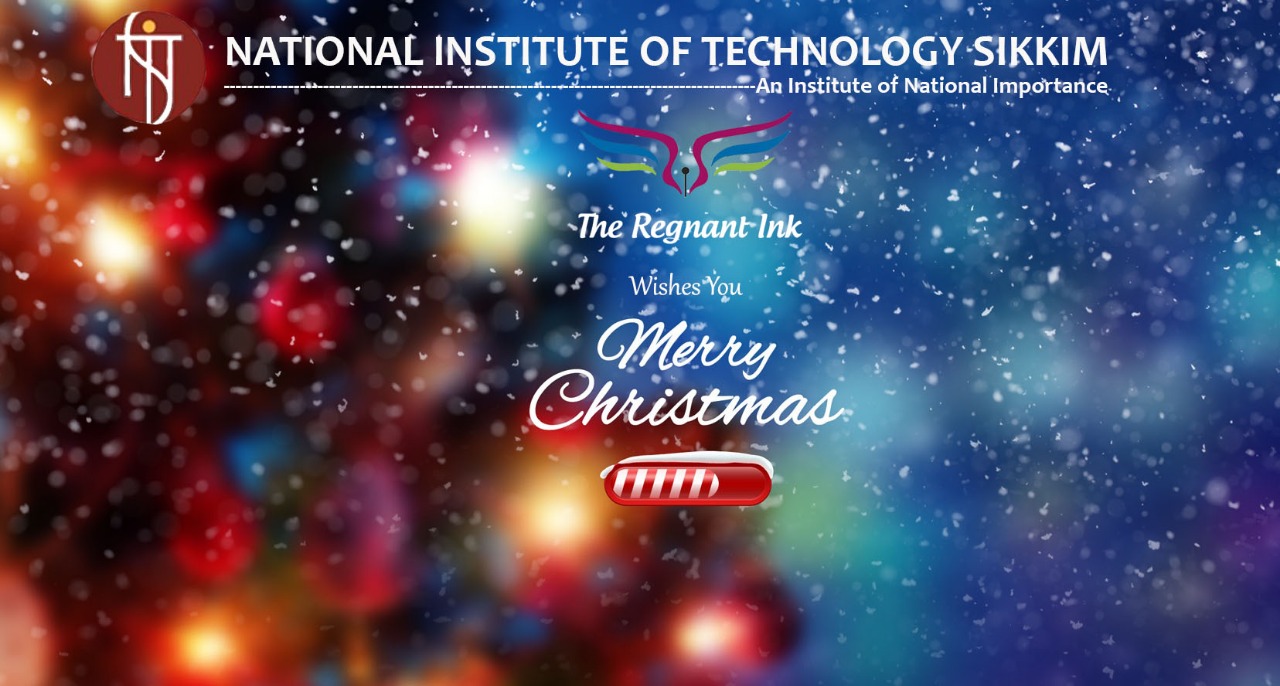 NATIONAL INSTITUTE OF TECHNOLOGY SIKKIM
An Institute of National Importance
The Regnant Ink
Wishes You
Merry
Christmas